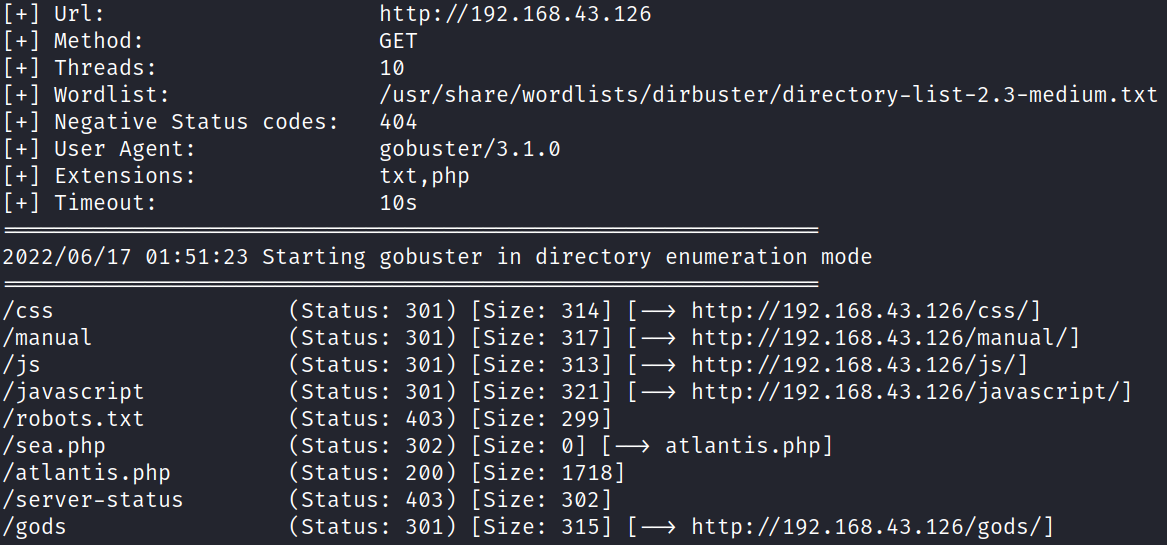 [+] Url:                     http://192.168.43.126
[+] Method:                  GET
[+] Threads:                 10
[+] Wordlist:                /usr/share/wordlists/dirbuster/directory-list-2.3-medium.txt
[+] Negative Status codes:   404
[+] User Agent:              gobuster/3.1.0
[+] Extensions:              txt,php
[+] Timeout:                 10s
===============================================================
2022/06/17 01:51:23 Starting gobuster in directory enumeration mode
===============================================================
/css                  (Status: 301) [Size: 314] [--> http://192.168.43.126/css/]
/manual               (Status: 301) [Size: 317] [--> http://192.168.43.126/manual/]
/js                   (Status: 301) [Size: 313] [--> http://192.168.43.126/js/]
/javascript           (Status: 301) [Size: 321] [--> http://192.168.43.126/javascript/]
/robots.txt           (Status: 403) [Size: 299]
/sea.php              (Status: 302) [Size: 0] [--> atlantis.php]
/atlantis.php         (Status: 200) [Size: 1718]
/server-status        (Status: 403) [Size: 302]
/gods                 (Status: 301) [Size: 315] [--> http://192.168.43.126/gods/]